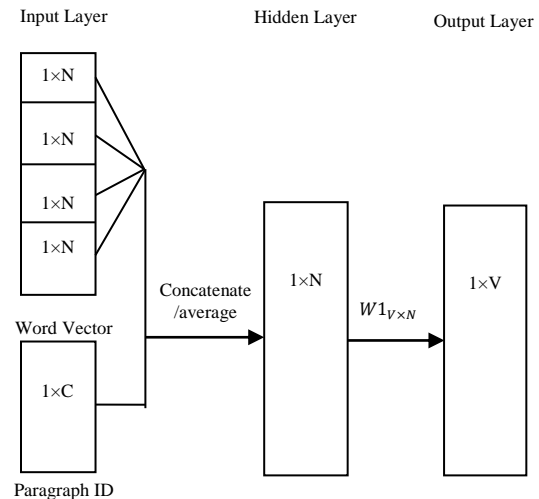 Input Layer
Hidden Layer
Output Layer
1×N
1×N
1×N
1×N
Word Vector
1×C
Paragraph ID
Concatenate
/average
1×N
W1V×N
1×V